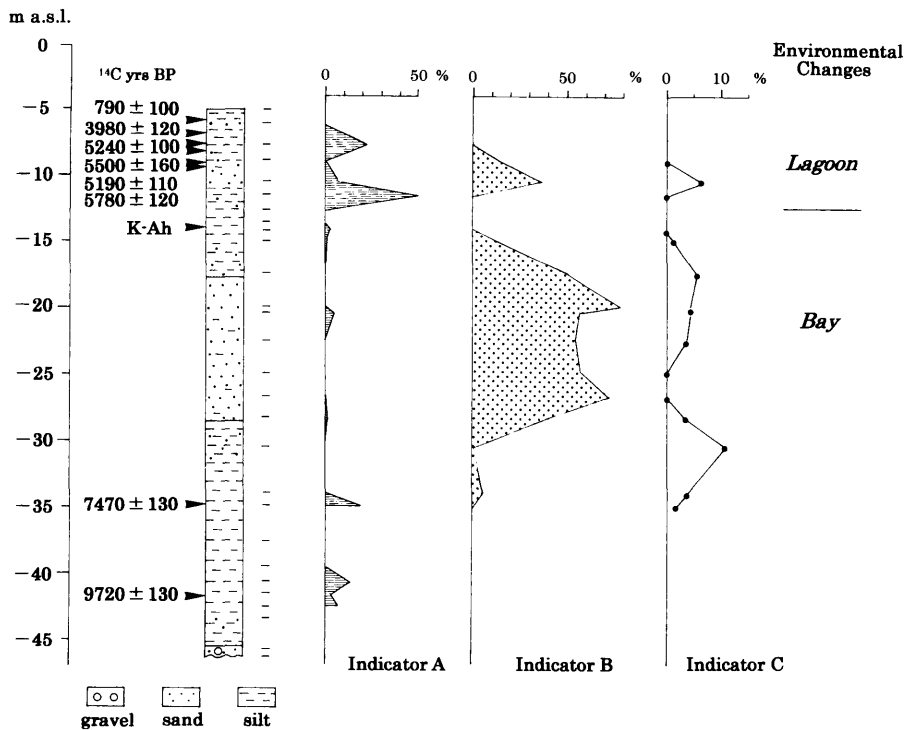 m a.s.l.
0
−5
−10
−15
−20
−25
−30
−35
−40
−45
¹⁴C yrs BP
790 ± 100
3980 ± 120
5240 ± 100
5500 ± 160
5190 ± 110
5780 ± 120
K-Ah
7470 ± 130
9720 ± 130
0 50 %
0 50 %
0 10 %
Environmental
Changes
Lagoon
Bay
Indicator A
Indicator B
Indicator C
gravel
sand
silt